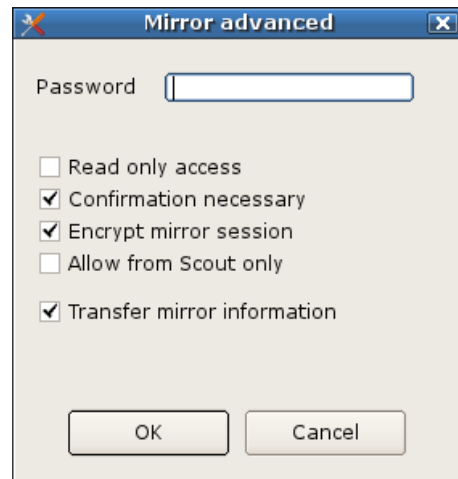 Mirror advanced
Password
Read only access
Confirmation necessary
Encrypt mirror session
Allow from Scout only
Transfer mirror information
OK Cancel